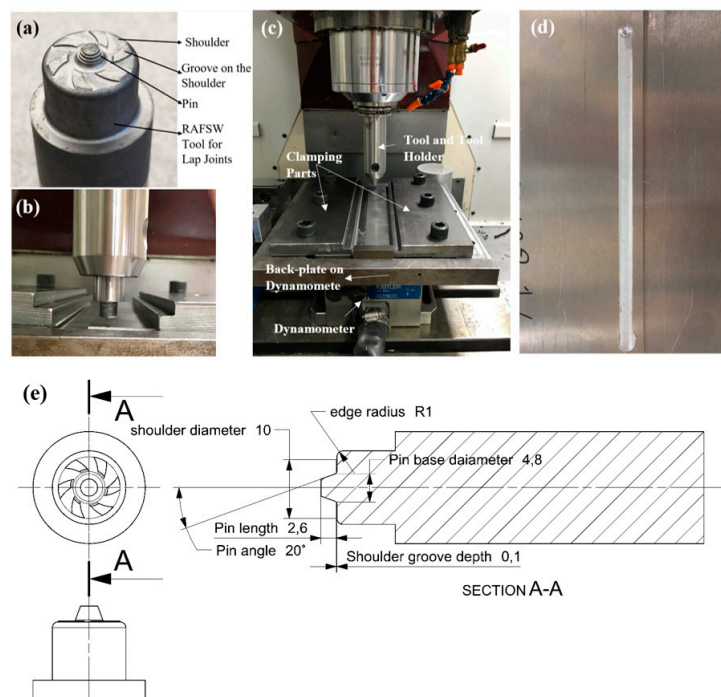 (a)
Shoulder
Groove on the
Shoulder
Pin
RAFSW
Tool for
Lap Joints
(b)
(c)
Tool and Tool
Holder
Clamping
Parts
Back-plate on
Dynamomete
Dynamometer
(d)
(e)
A
A
edge radius R1
shoulder diameter 10
Pin base daiameter 4,8
Pin length 2,6
Pin angle 20°
Shoulder groove depth 0,1
SECTION A-A